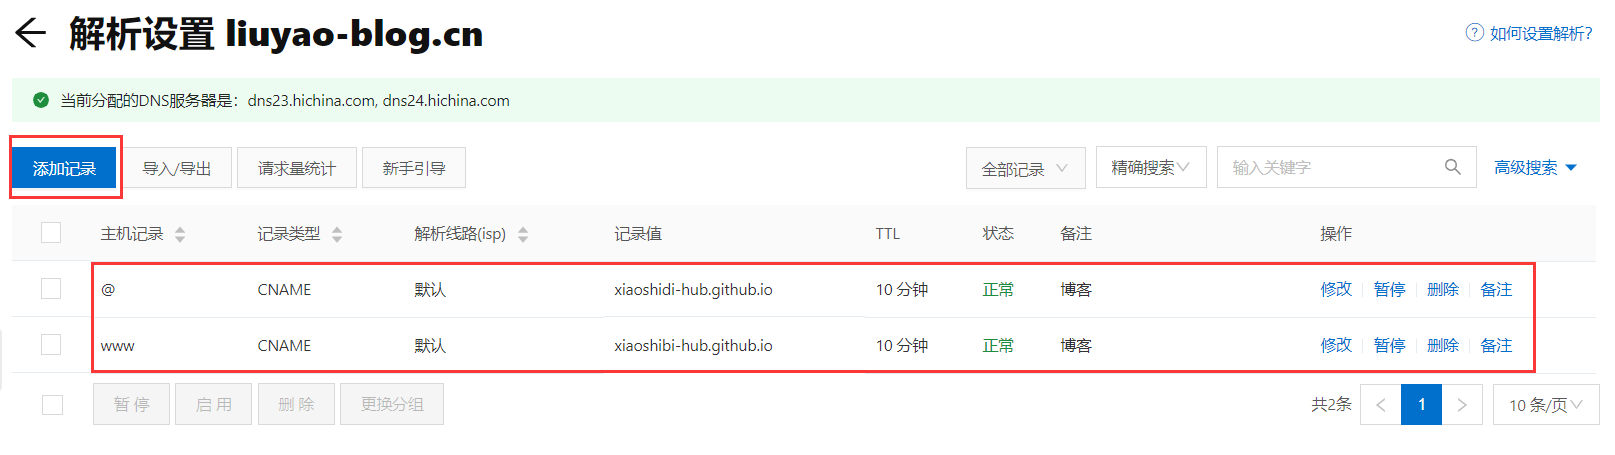 解析设置 liuyao-blog.cn
如何设置解析?
当前分配的DNS服务器是：dns23.hichina.com, dns24.hichina.com
添加记录 导入/导出 请求量统计 新手引导 全部记录 精确搜索 输入关键字 高级搜索
主机记录 记录类型 解析线路(isp) 记录值 TTL 状态 备注 操作
@ CNAME 默认 xiaoshidi-hub.github.io 10 分钟 正常 博客 修改 暂停 删除 备注
www CNAME 默认 xiaoshibi-hub.github.io 10 分钟 正常 博客 修改 暂停 删除 备注
暂停 启用 删除 更换分组 共2条 1 10 条/页